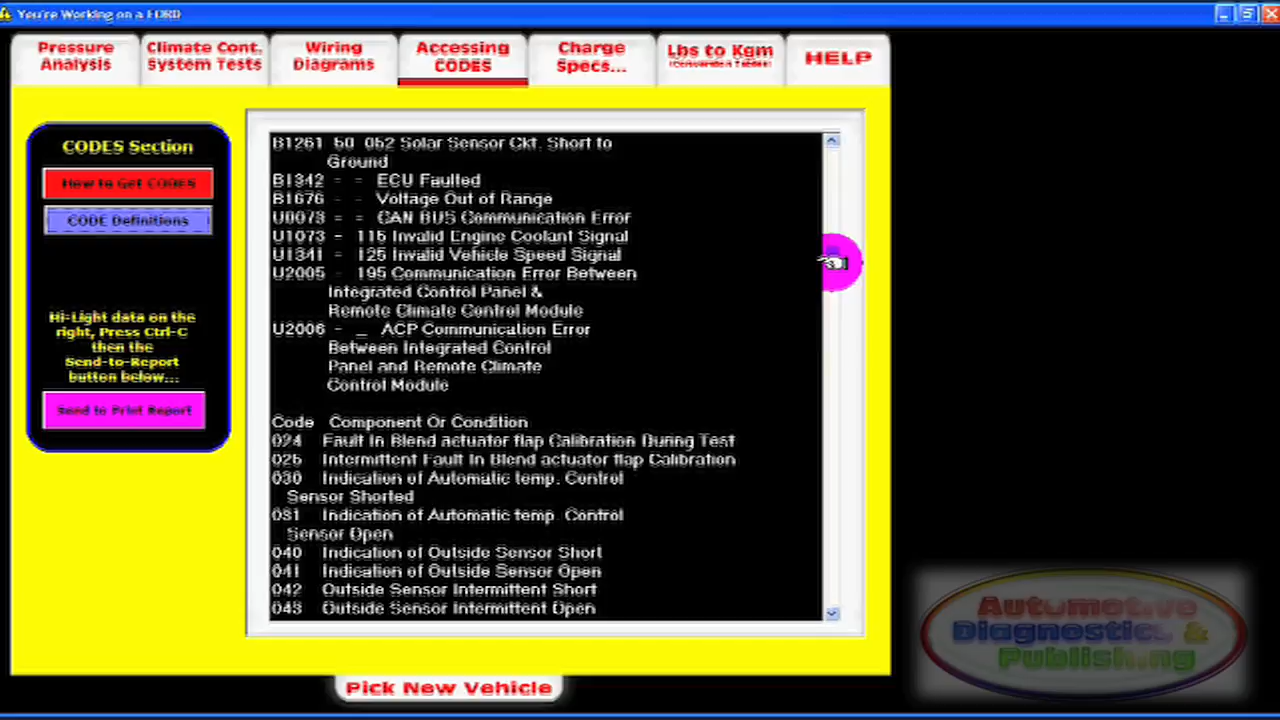 You're Working on a FORD
Pressure Analysis
Climate Cont. System Tests
Wiring Diagrams
Accessing CODES
Charge Specs...
Lbs to Kgm
HELP
CODES Section
How to Get CODES
CODE Definitions
Hi-Light data on the
right, Press Ctrl-C
then the
Send-to-Report
button below...
Send to Print Report
B1261 50 052 Solar Sensor Ckt. Short to
Ground
B1342 - - ECU Faulted
B1676 - - Voltage Out of Range
U0073 - - CAN BUS Communication Error
U1073 - 115 Invalid Engine Coolant Signal
U1341 - 125 Invalid Vehicle Speed Signal
U2005 - 195 Communication Error Between
Integrated Control Panel &
Remote Climate Control Module
U2006 - _ ACP Communication Error
Between Integrated Control
Panel and Remote Climate
Control Module
Code Component Or Condition
024 Fault In Blend actuator flap Calibration During Test
025 Intermittent Fault In Blend actuator flap Calibration
030 Indication of Automatic temp. Control
Sensor Shorted
031 Indication of Automatic temp. Control
Sensor Open
040 Indication of Outside Sensor Short
041 Indication of Outside Sensor Open
042 Outside Sensor Intermittent Short
043 Outside Sensor Intermittent Open
Pick New Vehicle
Automotive
Diagnostics &
Publishing